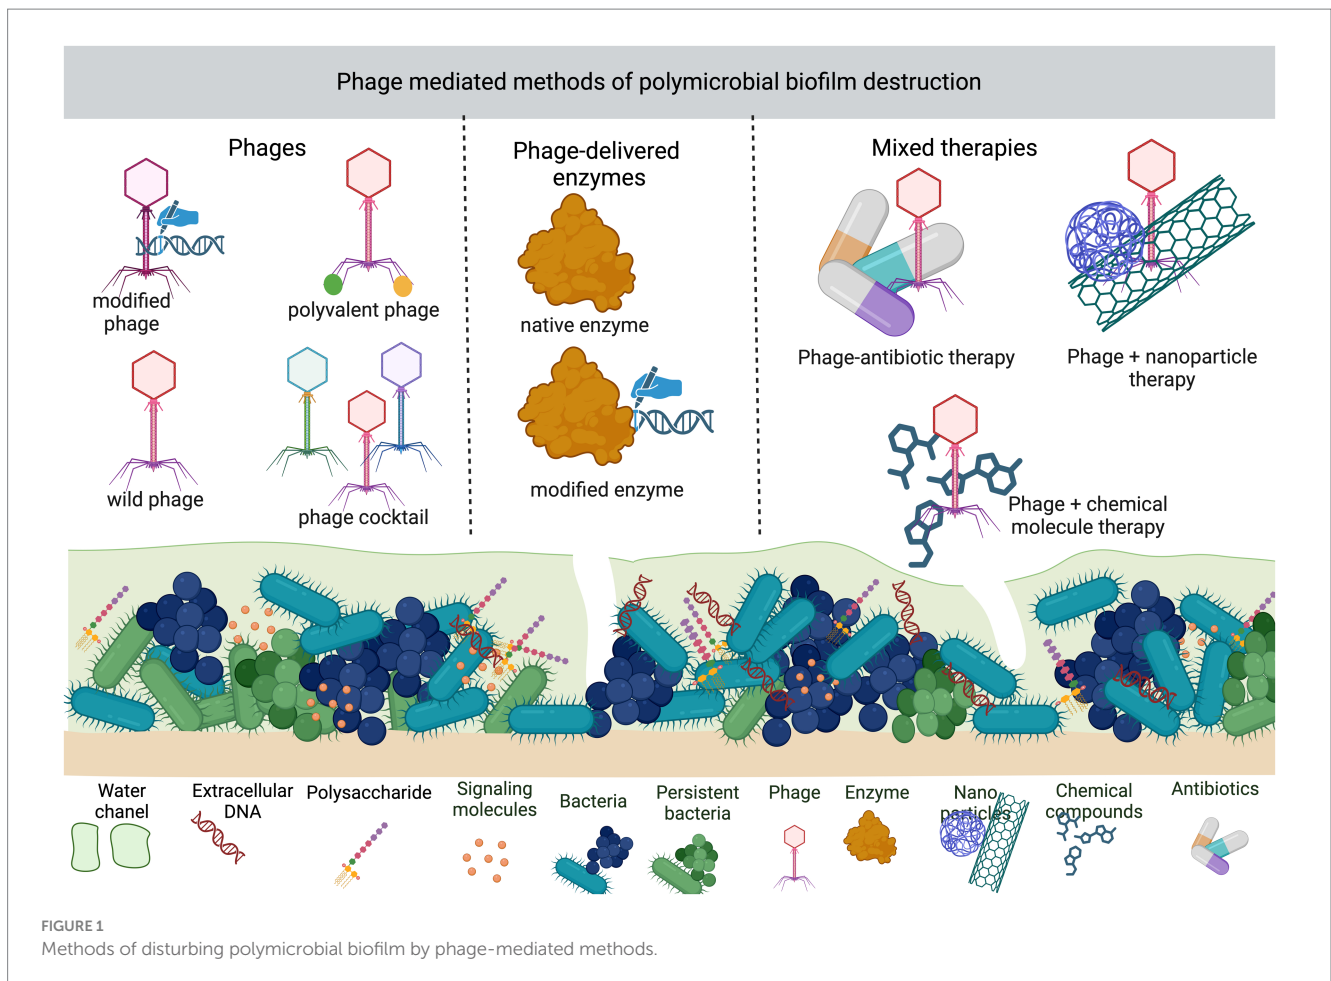 Phage mediated methods of polymicrobial biofilm destruction
Phages
modified
phage
polyvalent phage
wild phage
phage cocktail
Phage-delivered
enzymes
native enzyme
modified enzyme
Mixed therapies
Phage-antibiotic therapy
Phage + nanoparticle
therapy
Phage + chemical
molecule therapy
Water
chanel
Extracellular
DNA
Polysaccharide
Signaling
molecules
Bacteria
Persistent
bacteria
Phage
Enzyme
Nano
particles
Chemical
compounds
Antibiotics
FIGURE 1
Methods of disturbing polymicrobial biofilm by phage-mediated methods.